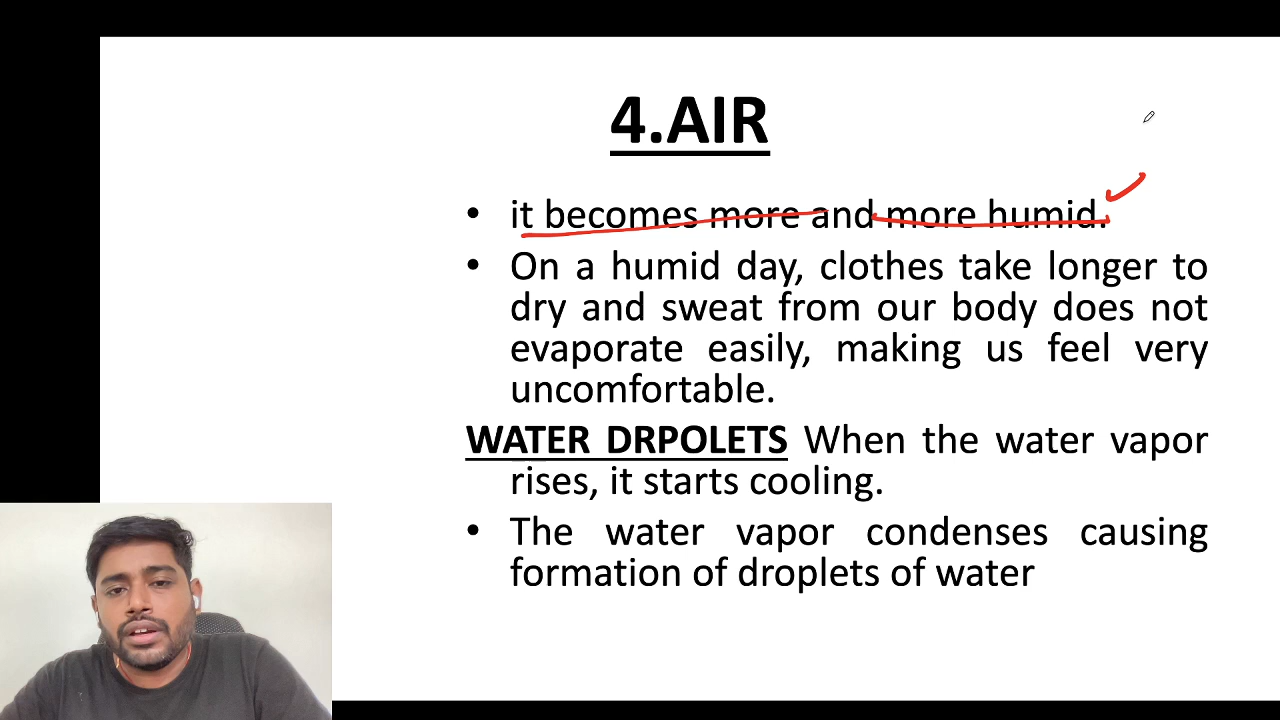 4.AIR
• it becomes more and more humid.
• On a humid day, clothes take longer to
dry and sweat from our body does not
evaporate easily, making us feel very
uncomfortable.
WATER DRPOLETS When the water vapor
rises, it starts cooling.
• The water vapor condenses causing
formation of droplets of water